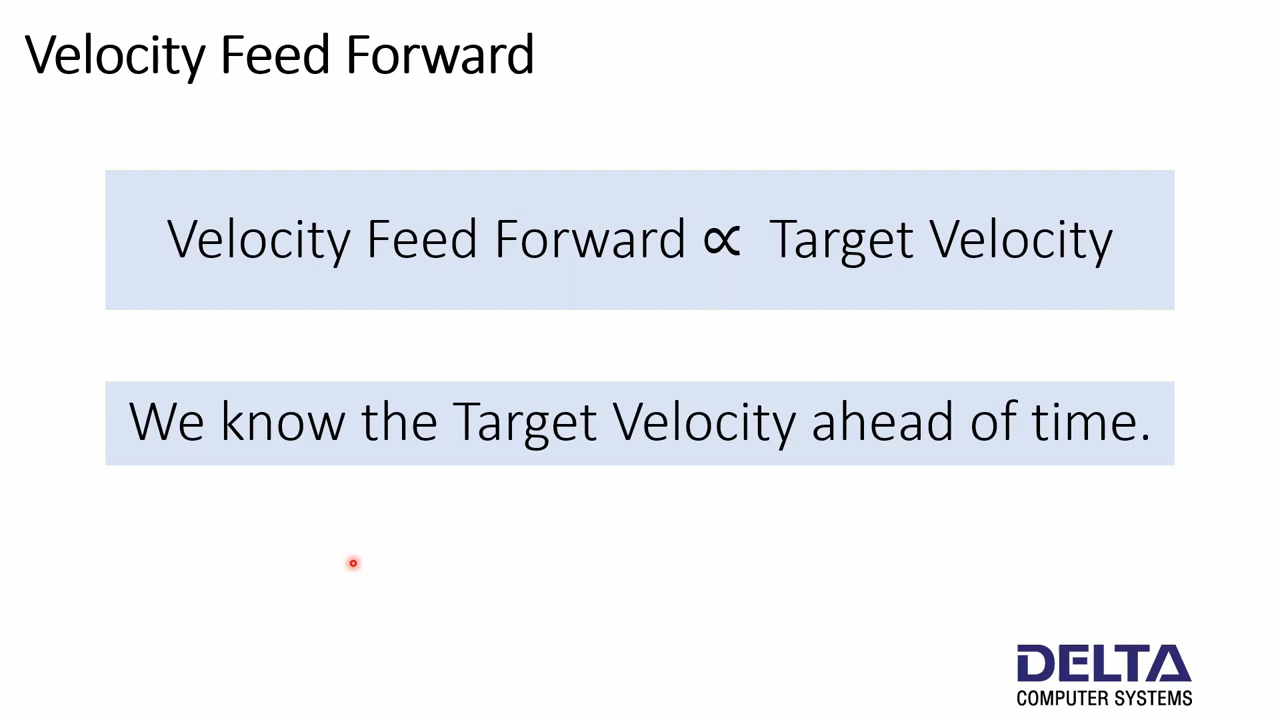 Velocity Feed Forward
Velocity Feed Forward ∝ Target Velocity
We know the Target Velocity ahead of time.
DELTA
COMPUTER SYSTEMS